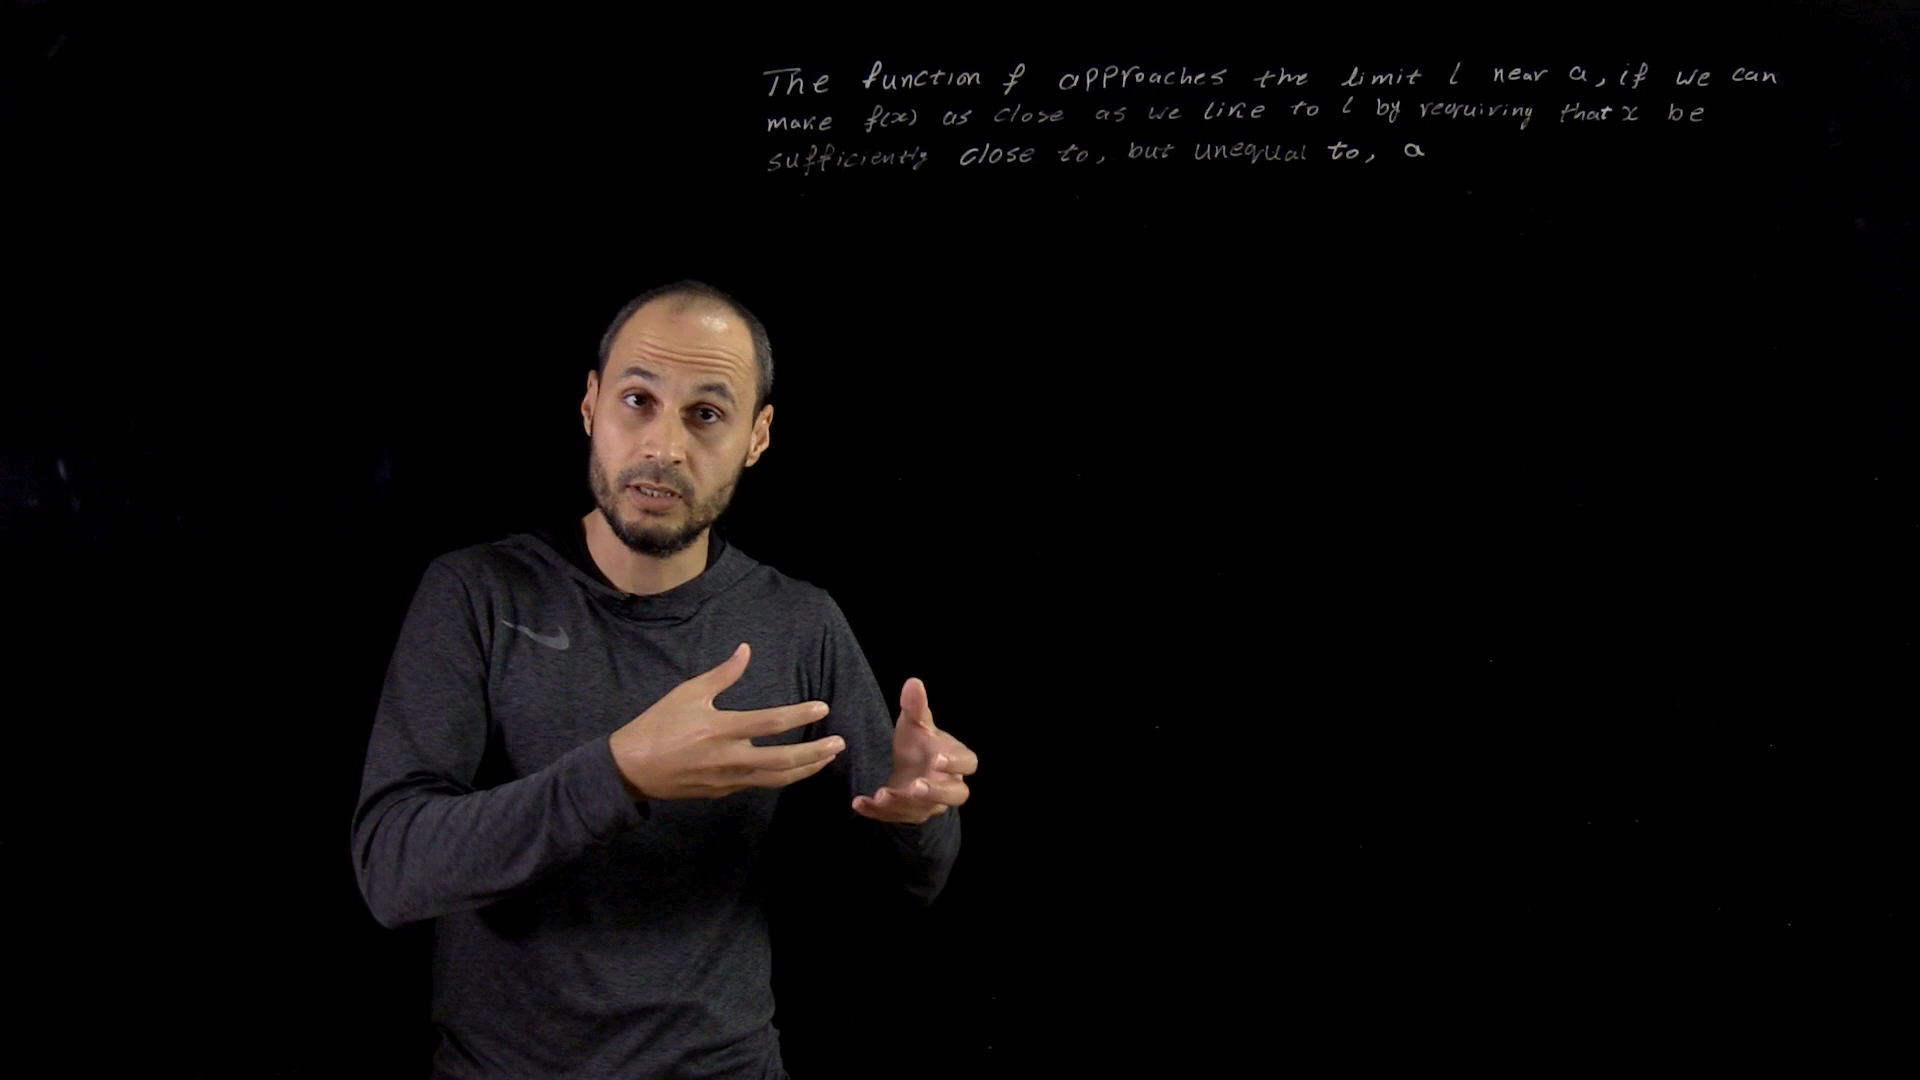 The function f approaches the limit l near a, if we can
make f(x) as close as we like to l by requiring that x be
sufficiently close to, but unequal to, a